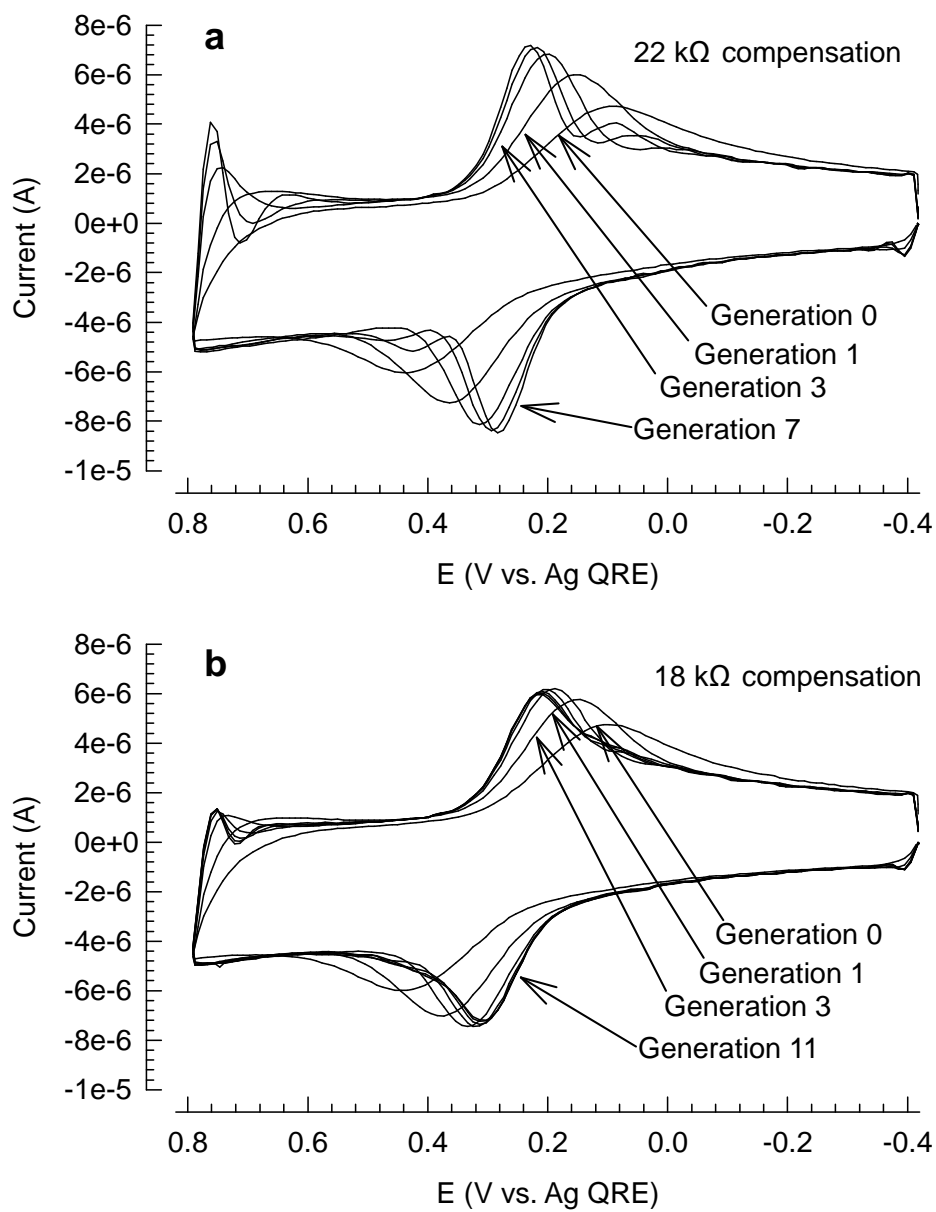 a
22 kΩ compensation
8e-6
6e-6
4e-6
2e-6
0e+0
-2e-6
-4e-6
-6e-6
-8e-6
-1e-5
Current (A)
Generation 0
Generation 1
Generation 3
Generation 7
0.8 0.6 0.4 0.2 0.0 -0.2 -0.4
E (V vs. Ag QRE)
b
18 kΩ compensation
8e-6
6e-6
4e-6
2e-6
0e+0
-2e-6
-4e-6
-6e-6
-8e-6
-1e-5
Current (A)
Generation 0
Generation 1
Generation 3
Generation 11
0.8 0.6 0.4 0.2 0.0 -0.2 -0.4
E (V vs. Ag QRE)